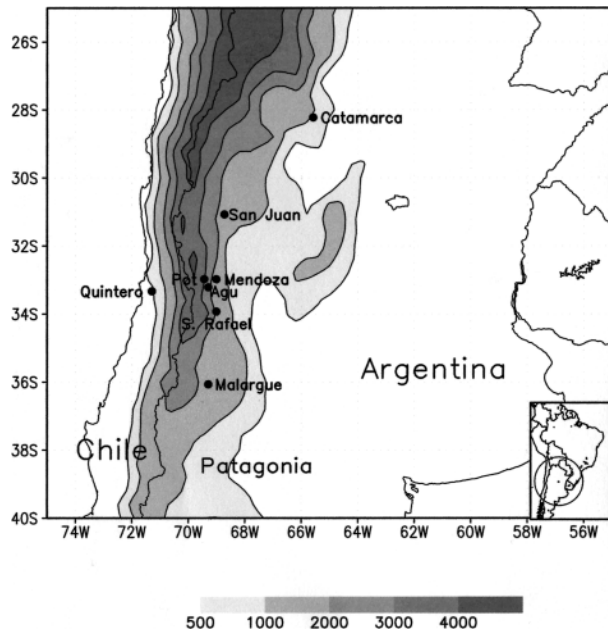 26S
28S
Catamarca
30S
San Juan
32S
Pot
Mendoza
Quintero
Agu
34S
S. Rafael
Argentina
36S
Malargue
Chile
38S
Patagonia
40S
74W 72W 70W 68W 66W 64W 62W 60W 58W 56W
500 1000 2000 3000 4000